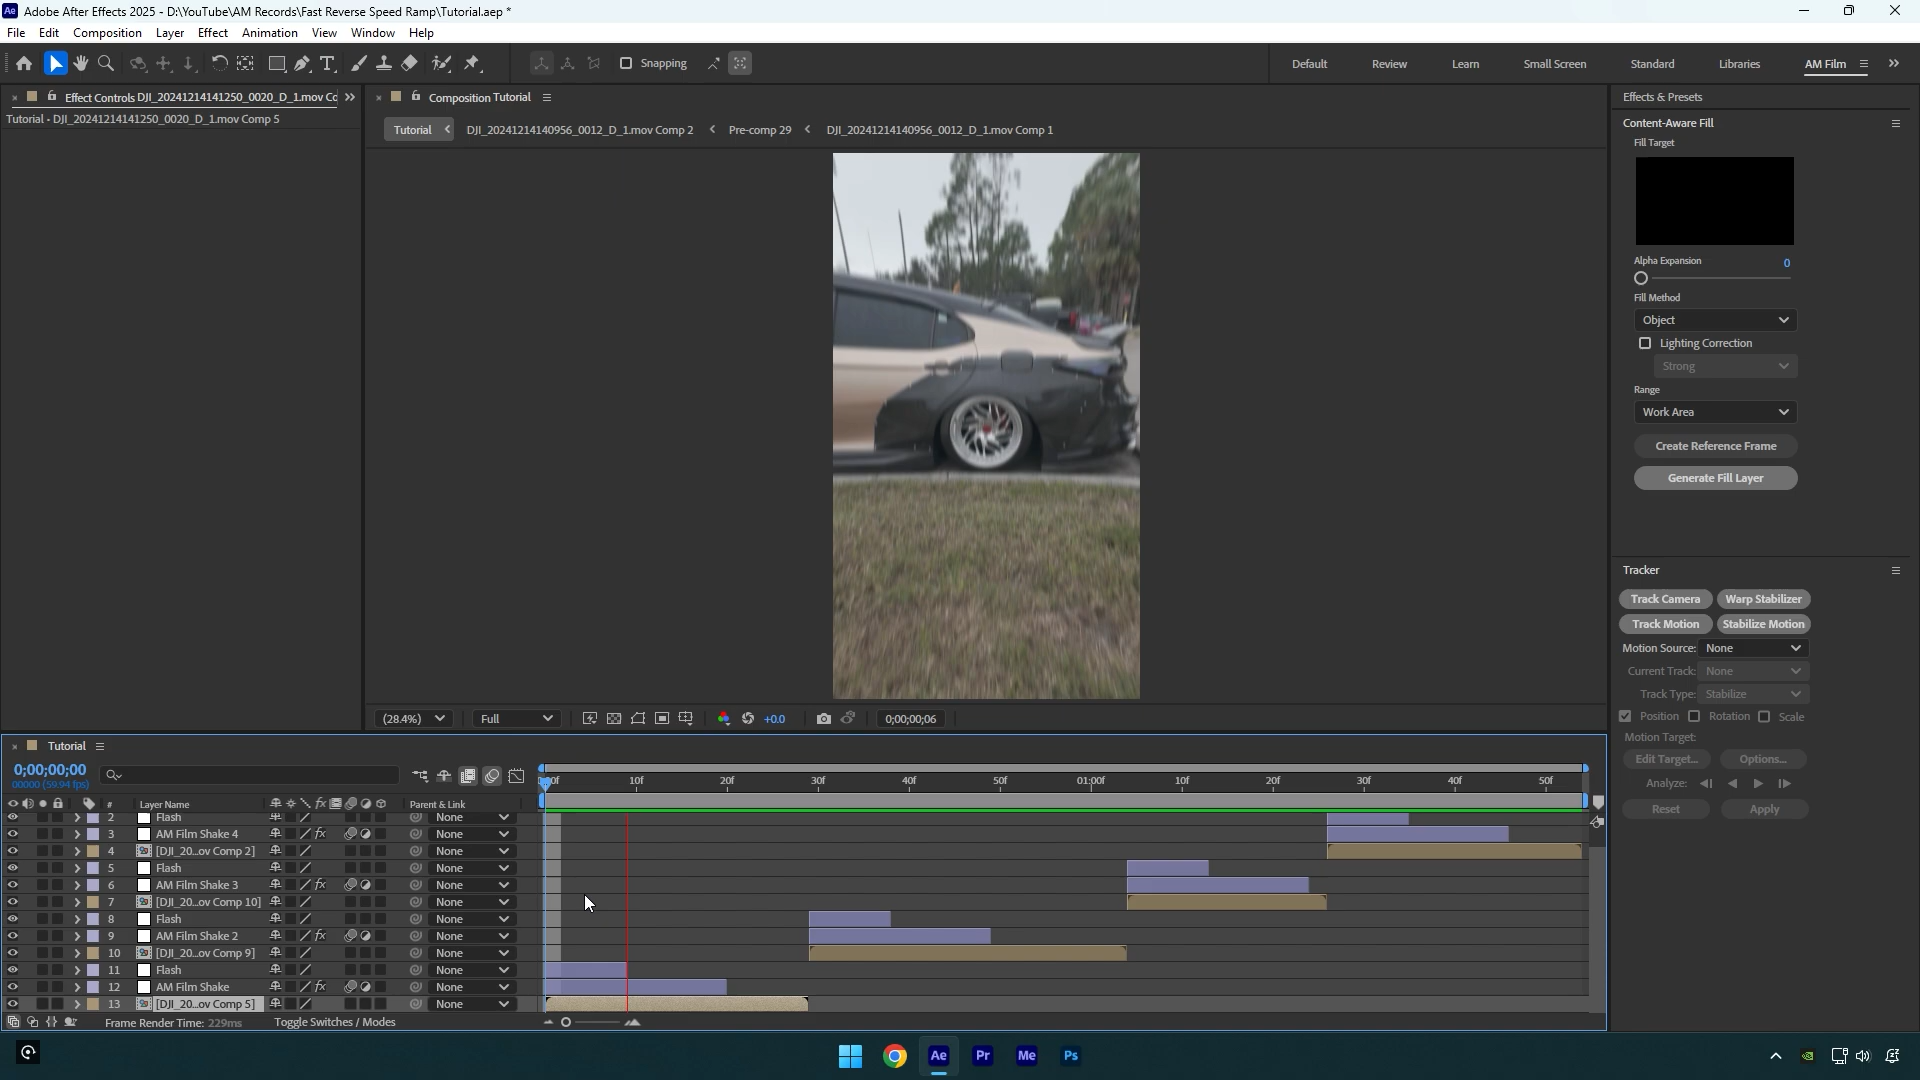 Ae Adobe After Effects 2025 - D:\YouTube\AM Records\Fast Reverse Speed Ramp\Tutorial.aep *
File Edit Composition Layer Effect Animation View Window Help
Snapping Default Review Learn Small Screen Standard Libraries AM Film
Effect Controls DJI_20241214141250_0020_D_1.mov Co
Tutorial • DJI_20241214141250_0020_D_1.mov Comp 5
Composition Tutorial
Tutorial DJI_20241214140956_0012_D_1.mov Comp 2 Pre-comp 29 DJI_20241214140956_0012_D_1.mov Comp 1
(28.4%) Full +0.0 0;00;00;06
Effects & Presets
Content-Aware Fill
Fill Target
Alpha Expansion 0
Fill Method
Object
Lighting Correction
Strong
Range
Work Area
Create Reference Frame
Generate Fill Layer
Tracker
Track Camera Warp Stabilizer
Track Motion Stabilize Motion
Motion Source: None
Current Track: None
Track Type: Stabilize
Position Rotation Scale
Motion Target:
Edit Target... Options...
Analyze:
Reset Apply
Tutorial
0;00;00;00
00000 (59.94 fps)
10f 20f 30f 40f 50f 01:00f 10f 20f 30f 40f 50f
# Layer Name fx Parent & Link
2 Flash None
3 AM Film Shake 4 fx None
4 [DJI_20...ov Comp 2] None
5 Flash None
6 AM Film Shake 3 fx None
7 [DJI_20...ov Comp 10] None
8 Flash None
9 AM Film Shake 2 fx None
10 [DJI_20...ov Comp 9] None
11 Flash None
12 AM Film Shake fx None
13 [DJI_20...ov Comp 5] None
Frame Render Time: 229ms Toggle Switches / Modes
Ae Pr Me Ps